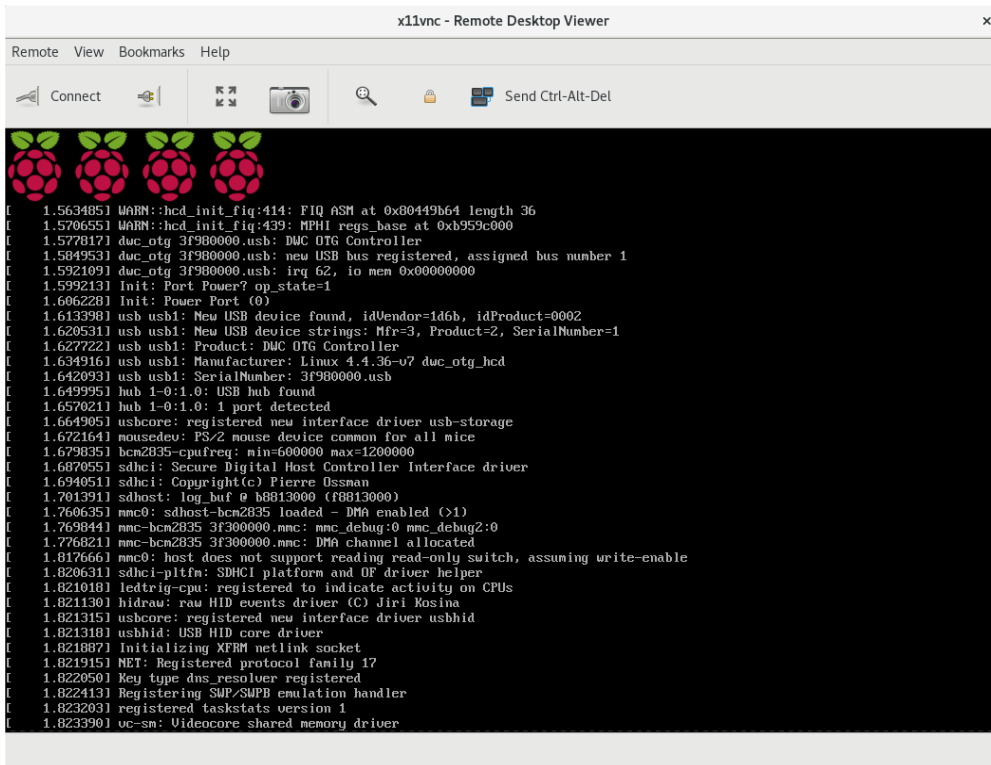 x11vnc - Remote Desktop Viewer
Remote View Bookmarks Help
Connect Send Ctrl-Alt-Del
[ 1.563485] WARN::hcd_init_fiq:414: FIQ ASM at 0x80449b64 length 36
[ 1.570655] WARN::hcd_init_fiq:439: MPHI regs_base at 0xb959c000
[ 1.577817] dwc_otg 3f980000.usb: DWC OTG Controller
[ 1.584953] dwc_otg 3f980000.usb: new USB bus registered, assigned bus number 1
[ 1.592109] dwc_otg 3f980000.usb: irq 62, io mem 0x00000000
[ 1.599213] Init: Port Power? op_state=1
[ 1.606228] Init: Power Port (0)
[ 1.613398] usb usb1: New USB device found, idVendor=1d6b, idProduct=0002
[ 1.620531] usb usb1: New USB device strings: Mfr=3, Product=2, SerialNumber=1
[ 1.627722] usb usb1: Product: DWC OTG Controller
[ 1.634916] usb usb1: Manufacturer: Linux 4.4.36-v7 dwc_otg_hcd
[ 1.642093] usb usb1: SerialNumber: 3f980000.usb
[ 1.649995] hub 1-0:1.0: USB hub found
[ 1.657021] hub 1-0:1.0: 1 port detected
[ 1.664905] usbcore: registered new interface driver usb-storage
[ 1.672164] mousedev: PS/2 mouse device common for all mice
[ 1.679835] bcm2835-cpufreq: min=600000 max=1200000
[ 1.687055] sdhci: Secure Digital Host Controller Interface driver
[ 1.694051] sdhci: Copyright(c) Pierre Ossman
[ 1.701391] sdhost: log_buf @ b8813000 (f8813000)
[ 1.760635] mmc0: sdhost-bcm2835 loaded - DMA enabled (>1)
[ 1.769844] mmc-bcm2835 3f300000.mmc: mmc_debug:0 mmc_debug2:0
[ 1.776821] mmc-bcm2835 3f300000.mmc: DMA channel allocated
[ 1.817666] mmc0: host does not support reading read-only switch, assuming write-enable
[ 1.820631] sdhci-pltfm: SDHCI platform and OF driver helper
[ 1.821018] ledtrig-cpu: registered to indicate activity on CPUs
[ 1.821130] hidraw: raw HID events driver (C) Jiri Kosina
[ 1.821315] usbcore: registered new interface driver usbhid
[ 1.821318] usbhid: USB HID core driver
[ 1.821887] Initializing XFRM netlink socket
[ 1.821915] NET: Registered protocol family 17
[ 1.822050] Key type dns_resolver registered
[ 1.822413] Registering SWP/SWPB emulation handler
[ 1.823203] registered taskstats version 1
[ 1.823390] vc-sm: Videocore shared memory driver